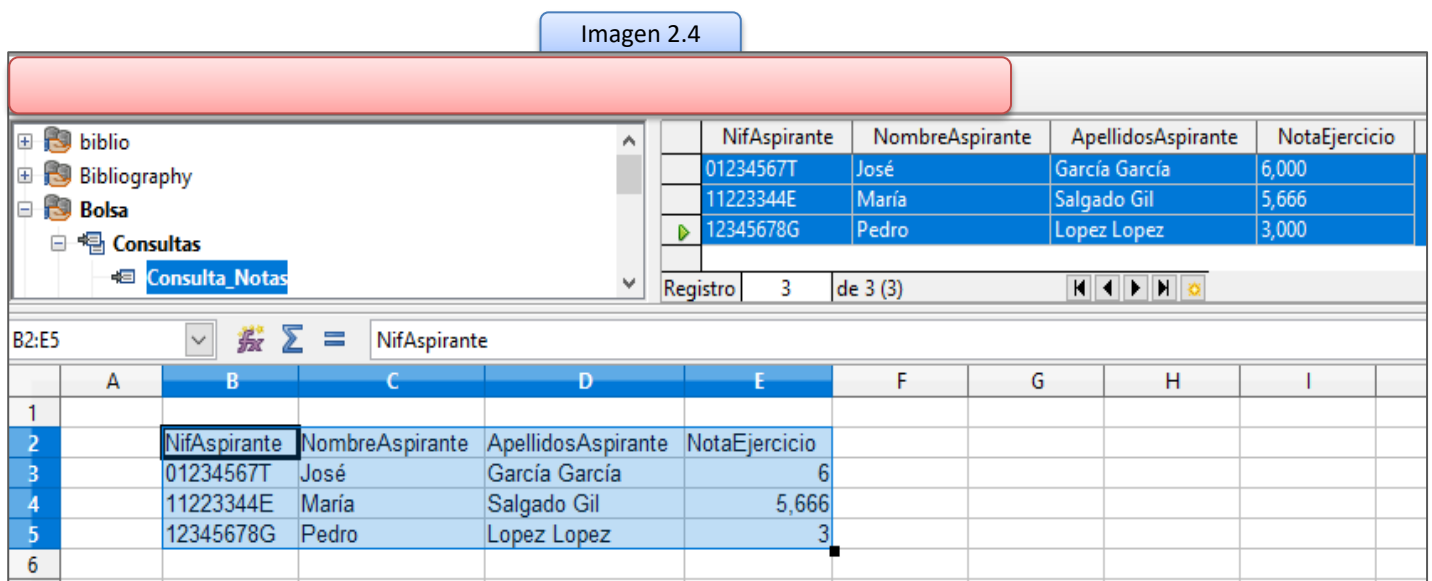 Imagen 2.4
biblio
Bibliography
Bolsa
Consultas
Consulta_Notas
NifAspirante NombreAspirante ApellidosAspirante NotaEjercicio
01234567T José García García 6,000
11223344E María Salgado Gil 5,666
12345678G Pedro Lopez Lopez 3,000
Registro 3 de 3 (3)
B2:E5 fx Σ = NifAspirante
A B C D E F G H I
1
2 NifAspirante NombreAspirante ApellidosAspirante NotaEjercicio
3 01234567T José García García 6
4 11223344E María Salgado Gil 5,666
5 12345678G Pedro Lopez Lopez 3
6